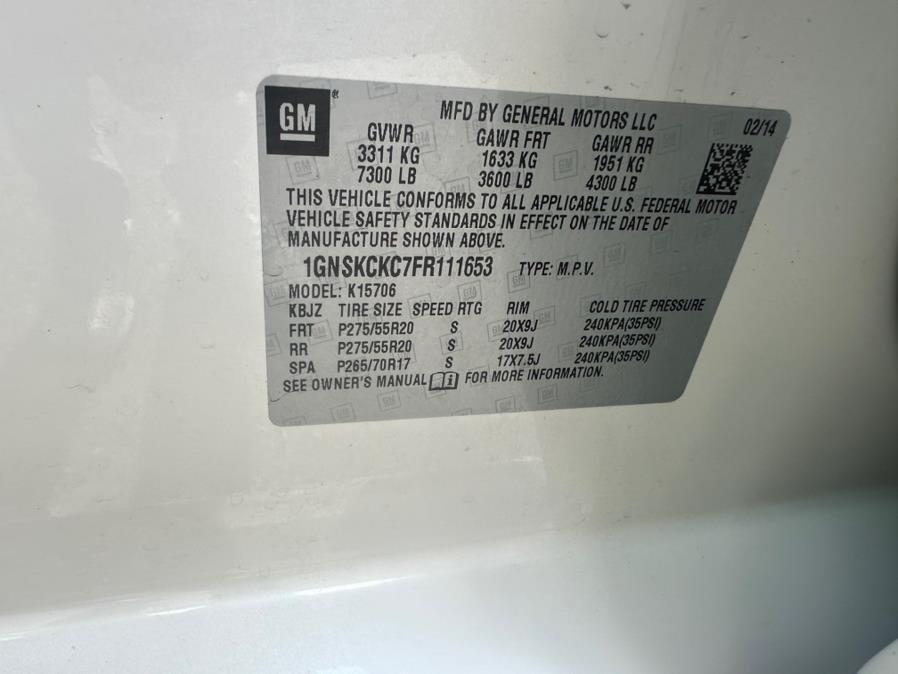 GM ®
MFD BY GENERAL MOTORS LLC 02/14
GVWR GAWR FRT GAWR RR
3311 KG 1633 KG 1951 KG
7300 LB 3600 LB 4300 LB
THIS VEHICLE CONFORMS TO ALL APPLICABLE U.S. FEDERAL MOTOR
VEHICLE SAFETY STANDARDS IN EFFECT ON THE DATE OF
MANUFACTURE SHOWN ABOVE.
1GNSKCKC7FR111653 TYPE: M.P.V.
MODEL: K15706
KBJZ TIRE SIZE SPEED RTG RIM COLD TIRE PRESSURE
FRT P275/55R20 S 20X9J 240KPA(35PSI)
RR P275/55R20 S 20X9J 240KPA(35PSI)
SPA P265/70R17 S 17X7.5J 240KPA(35PSI)
SEE OWNER'S MANUAL i FOR MORE INFORMATION.